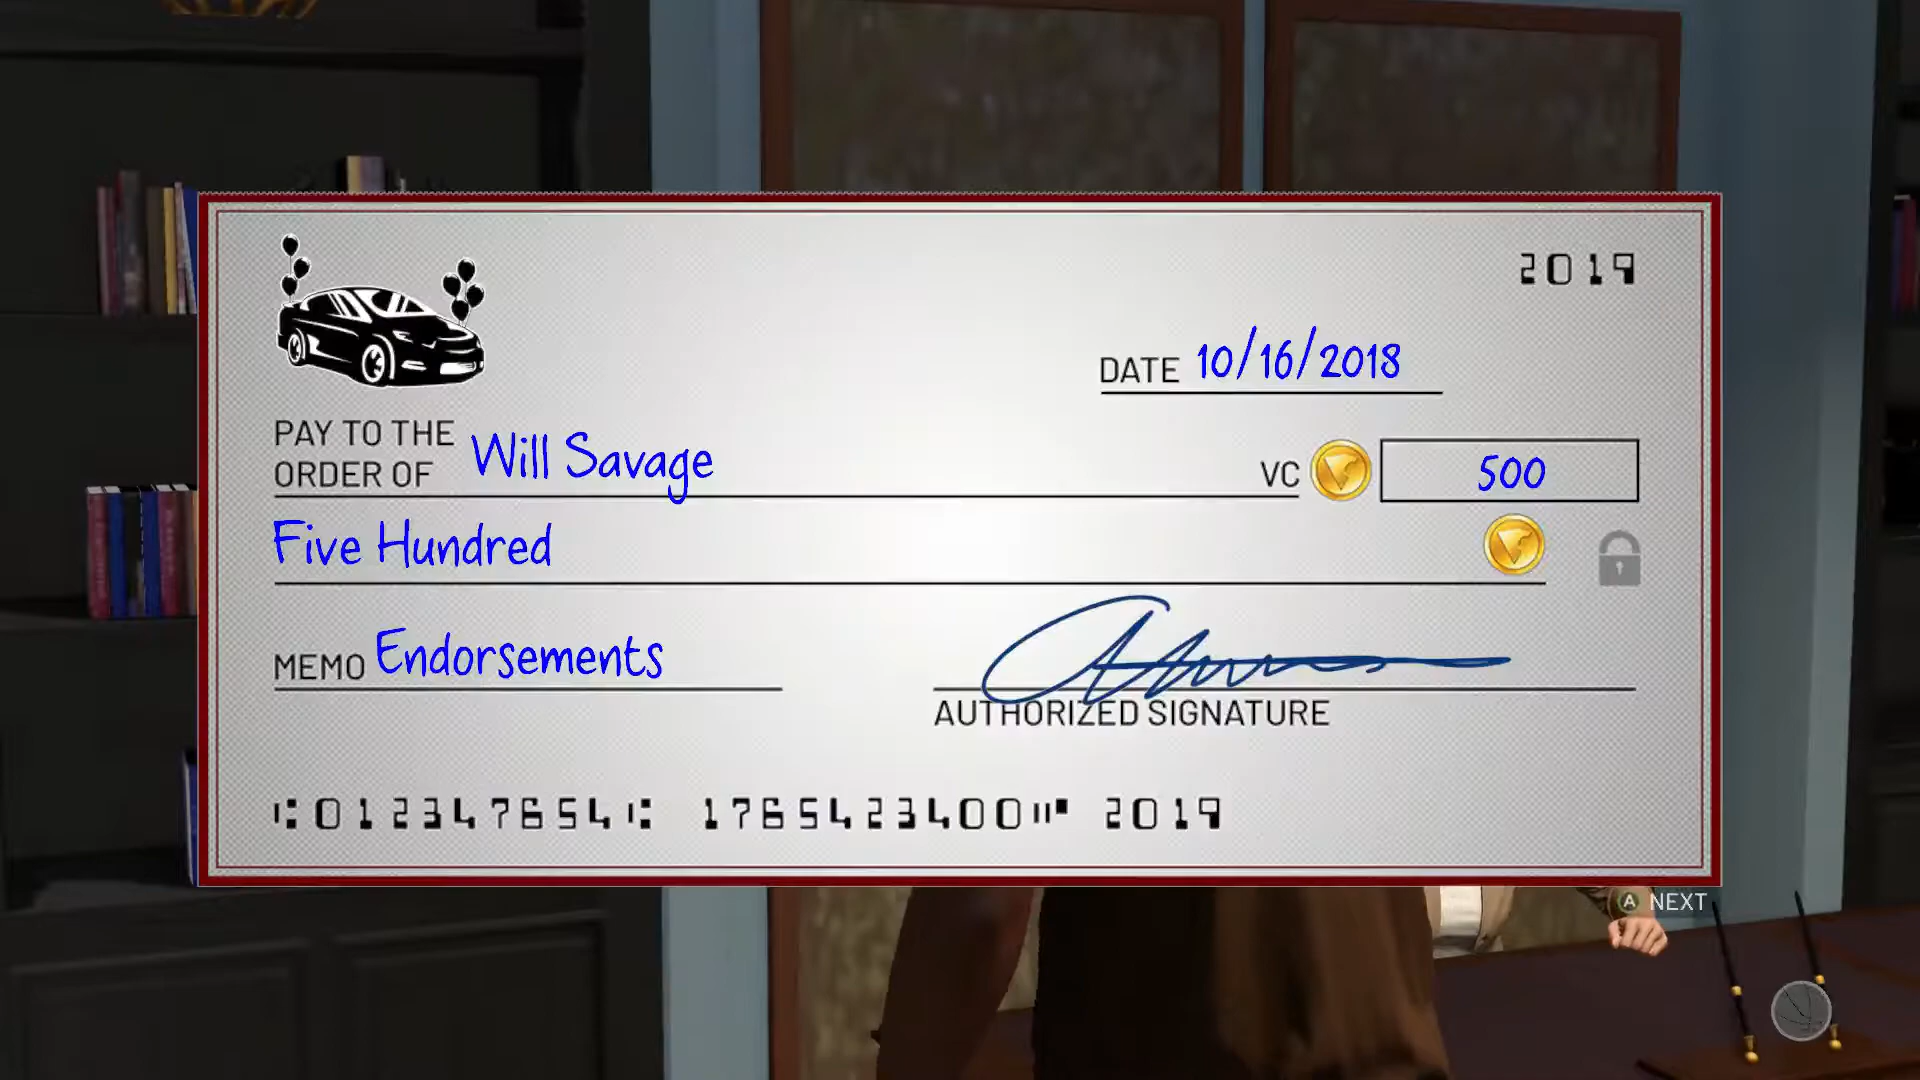 2019
DATE 10/16/2018
PAY TO THE
ORDER OF Will Savage VC 500
Five Hundred
MEMO Endorsements
AUTHORIZED SIGNATURE
⑆012347654⑆ 1765423400⑈ 2019
A NEXT